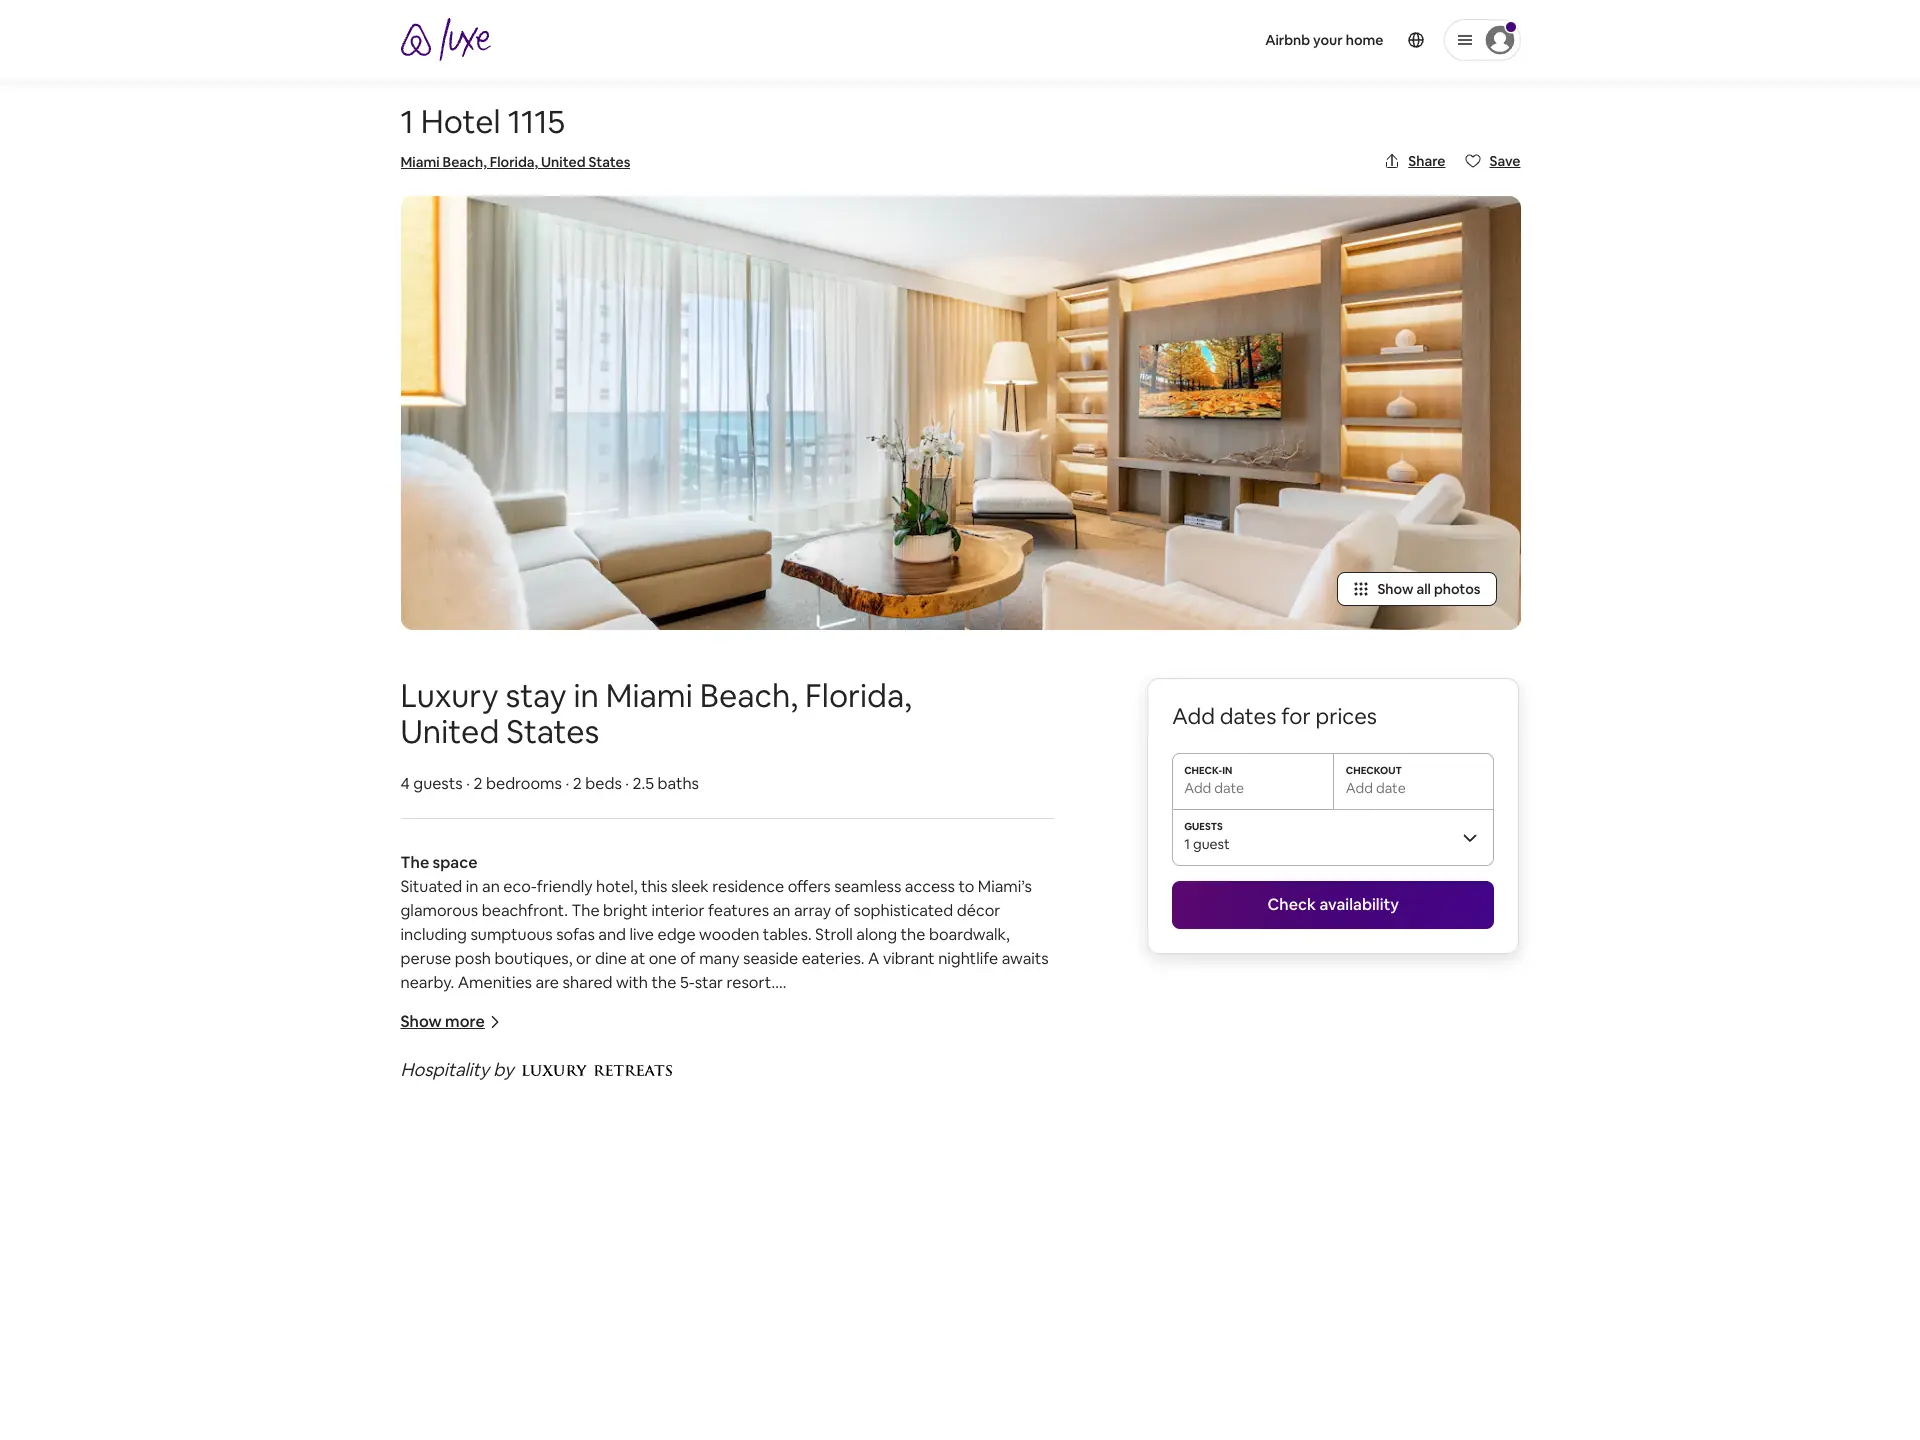 luxe
Airbnb your home
1 Hotel 1115
Miami Beach, Florida, United States
Share
Save
Show all photos
Luxury stay in Miami Beach, Florida,
United States
4 guests · 2 bedrooms · 2 beds · 2.5 baths
The space
Situated in an eco-friendly hotel, this sleek residence offers seamless access to Miami’s
glamorous beachfront. The bright interior features an array of sophisticated décor
including sumptuous sofas and live edge wooden tables. Stroll along the boardwalk,
peruse posh boutiques, or dine at one of many seaside eateries. A vibrant nightlife awaits
nearby. Amenities are shared with the 5-star resort....
Show more
Hospitality by LUXURY RETREATS
Add dates for prices
CHECK-IN
Add date
CHECKOUT
Add date
GUESTS
1 guest
Check availability